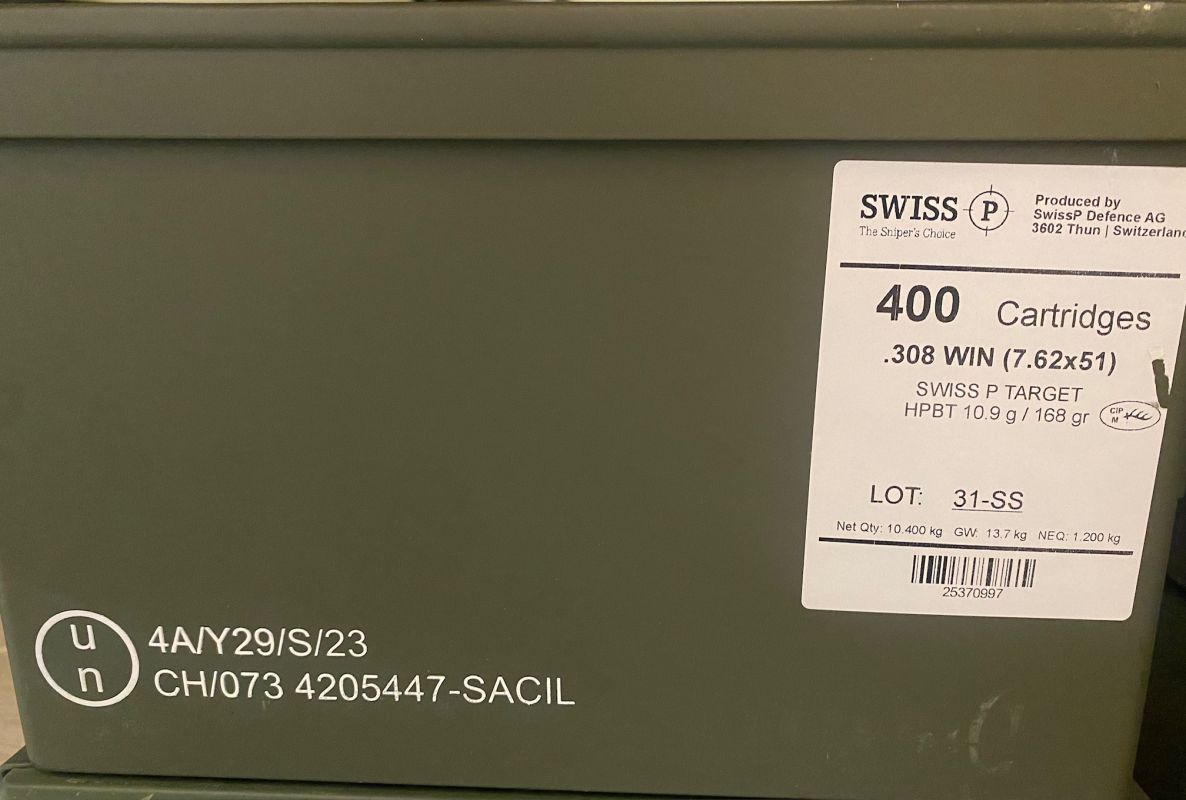 SWISS P
The Sniper's Choice
Produced by
SwissP Defence AG
3602 Thun | Switzerland
400 Cartridges
.308 WIN (7.62x51)
SWISS P TARGET
HPBT 10.9 g / 168 gr
CIP
M
LOT: 31-SS
Net Qty: 10.400 kg GW: 13.7 kg NEQ: 1.200 kg
25370997
un
4A/Y29/S/23
CH/073 4205447-SACIL